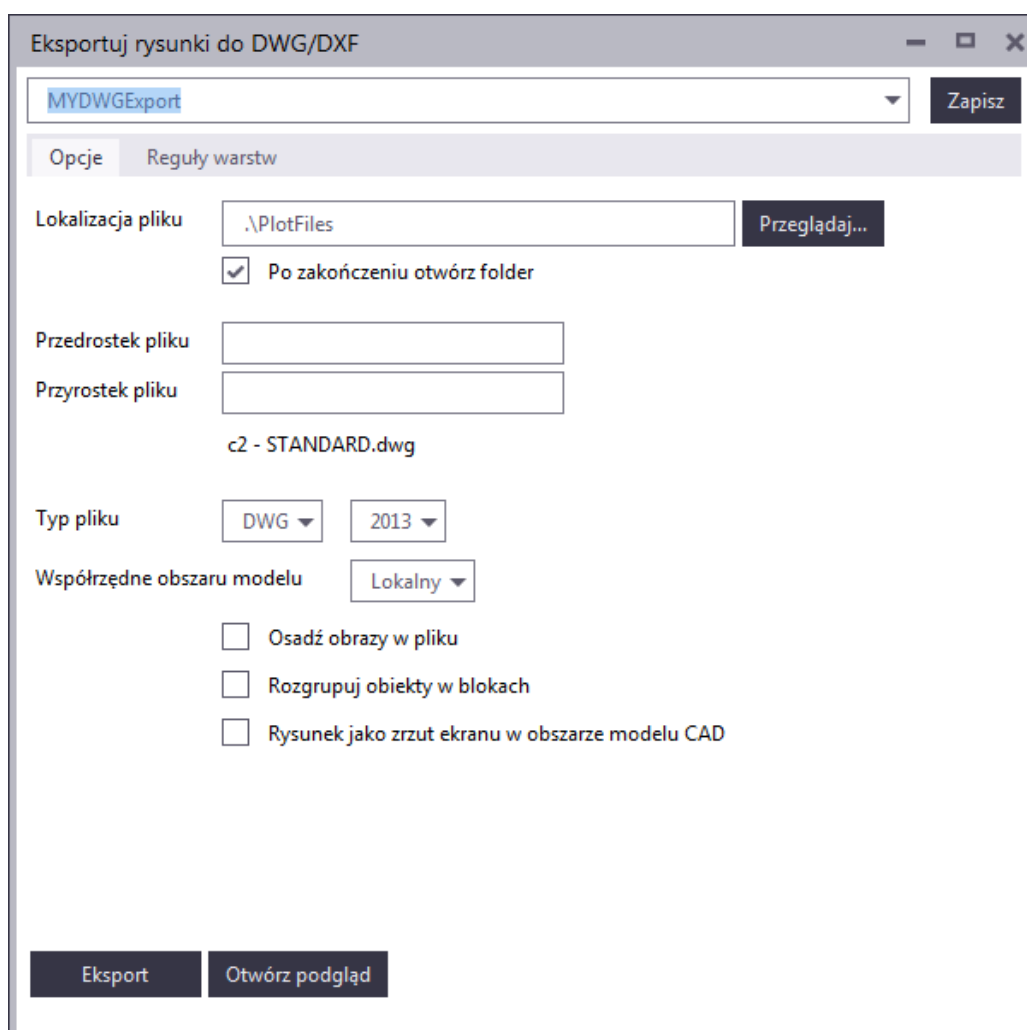 Eksportuj rysunki do DWG/DXF
MYDWGExport
Zapisz
Opcje Reguły warstw
Lokalizacja pliku .\PlotFiles Przeglądaj...
Po zakończeniu otwórz folder
Przedrostek pliku
Przyrostek pliku
c2 - STANDARD.dwg
Typ pliku DWG 2013
Współrzędne obszaru modelu Lokalny
Osadź obrazy w pliku
Rozgrupuj obiekty w blokach
Rysunek jako zrzut ekranu w obszarze modelu CAD
Eksport Otwórz podgląd